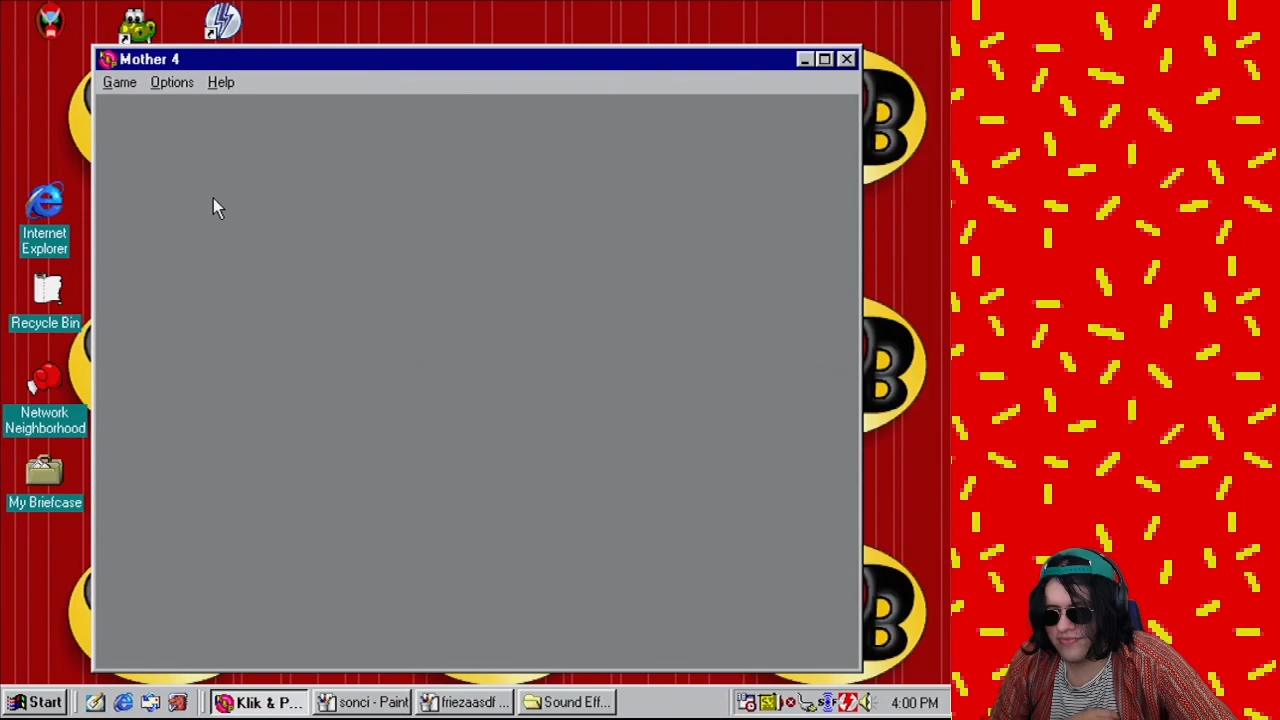 Mother 4
Game Options Help
Internet
Explorer
Recycle Bin
Network
Neighborhood
My Briefcase
B
B
B
Start
Klik & P...
sonci - Paint
friezaasdf ...
Sound Eff...
4:00 PM